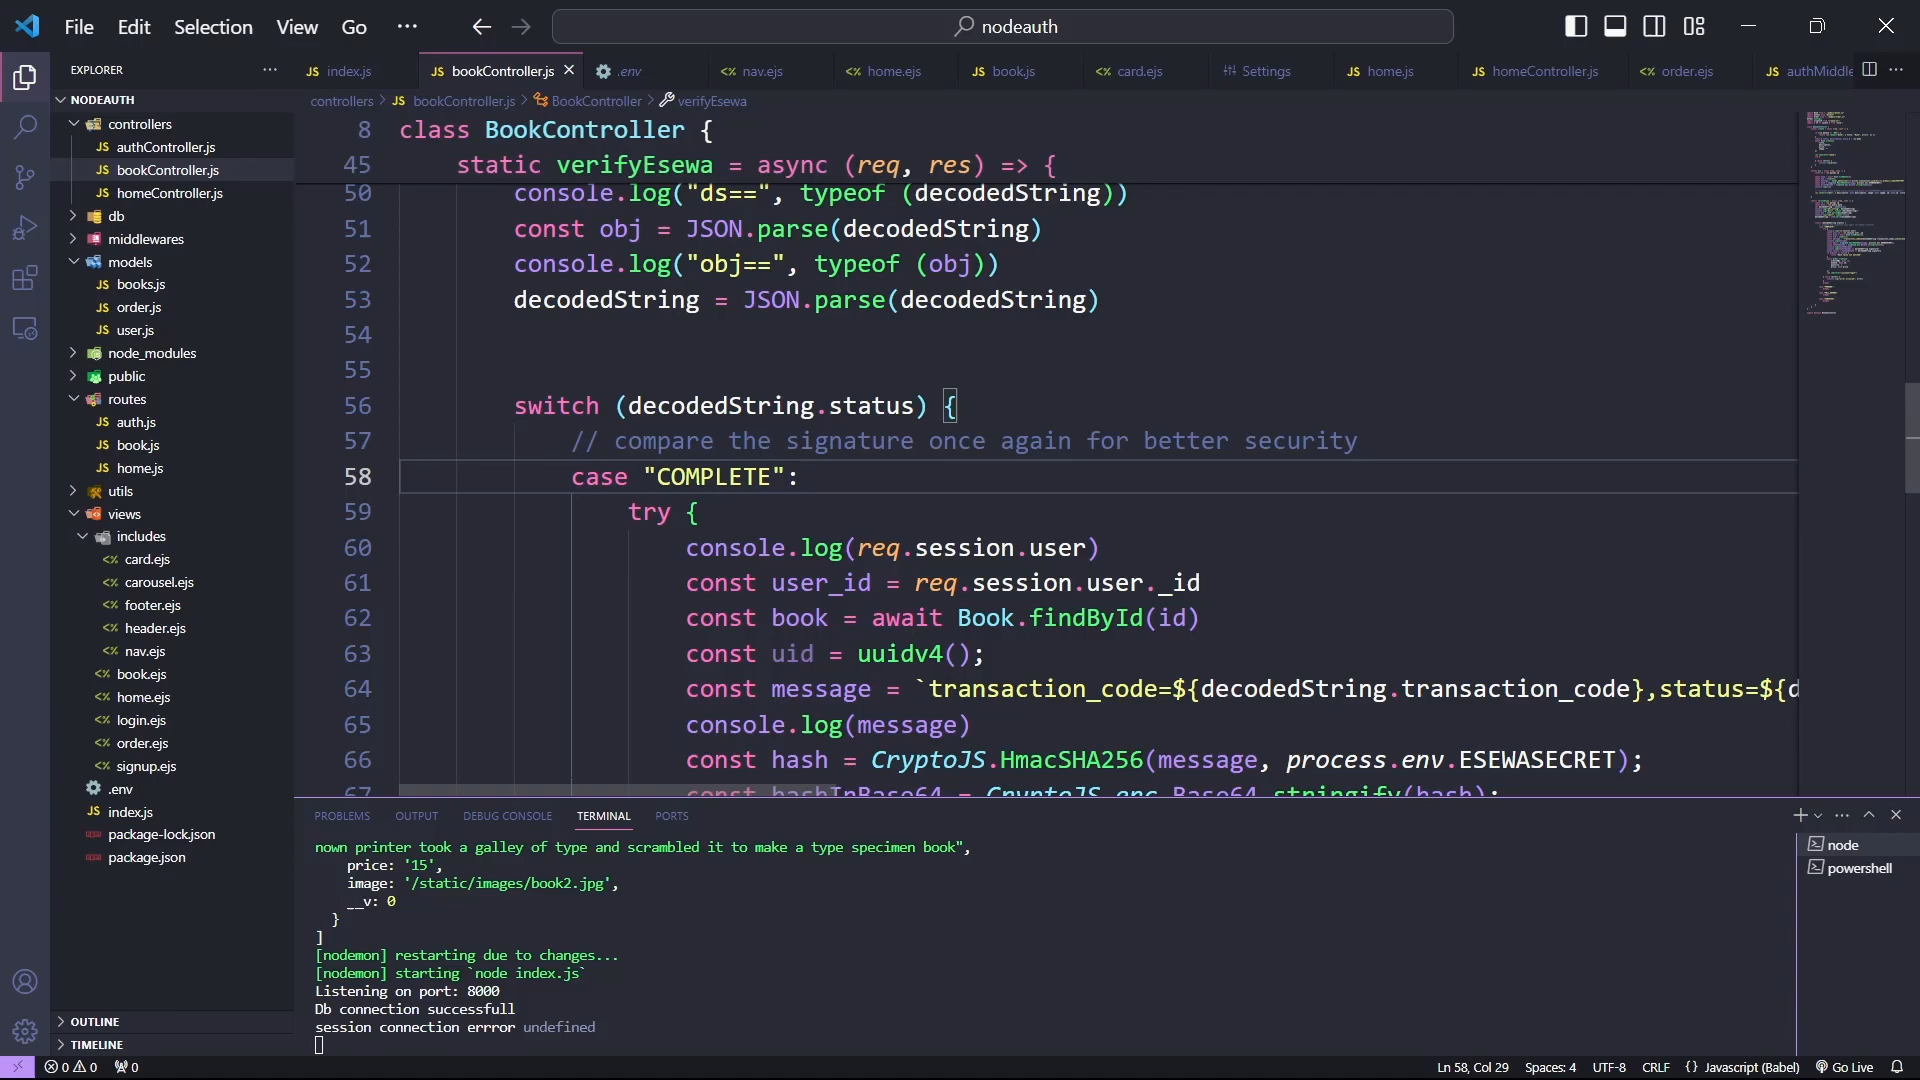 File Edit Selection View Go ··· nodeauth
EXPLORER ···
JS index.js
JS bookController.js
.env
<% nav.ejs
<% home.ejs
JS book.js
<% card.ejs
Settings
JS home.js
JS homeController.js
<% order.ejs
JS authMiddle
···
controllers > JS bookController.js > BookController > verifyEsewa
NODEAUTH
controllers
JS authController.js
JS bookController.js
JS homeController.js
db
middlewares
models
JS books.js
JS order.js
JS user.js
node_modules
public
routes
JS auth.js
JS book.js
JS home.js
utils
views
includes
<% card.ejs
<% carousel.ejs
<% footer.ejs
<% header.ejs
<% nav.ejs
<% book.ejs
<% home.ejs
<% login.ejs
<% order.ejs
<% signup.ejs
.env
JS index.js
package-lock.json
package.json
OUTLINE
TIMELINE
8 class BookController {
45 static verifyEsewa = async (req, res) => {
50 console.log("ds==", typeof (decodedString))
51 const obj = JSON.parse(decodedString)
52 console.log("obj==", typeof (obj))
53 decodedString = JSON.parse(decodedString)
54
55
56 switch (decodedString.status) {
57 // compare the signature once again for better security
58 case "COMPLETE":
59 try {
60 console.log(req.session.user)
61 const user_id = req.session.user._id
62 const book = await Book.findById(id)
63 const uid = uuidv4();
64 const message = `transaction_code=${decodedString.transaction_code},status=${d
65 console.log(message)
66 const hash = CryptoJS.HmacSHA256(message, process.env.ESEWASECRET);
67 const hashInBase64 = CryptoJS.enc.Base64.stringify(hash);
PROBLEMS OUTPUT DEBUG CONSOLE TERMINAL PORTS
nown printer took a galley of type and scrambled it to make a type specimen book",
price: '15',
image: '/static/images/book2.jpg',
__v: 0
}
]
[nodemon] restarting due to changes...
[nodemon] starting `node index.js`
Listening on port: 8000
Db connection successfull
session connection errror undefined
node
powershell
0 0 0
Ln 58, Col 29 Spaces: 4 UTF-8 CRLF {} Javascript (Babel) Go Live